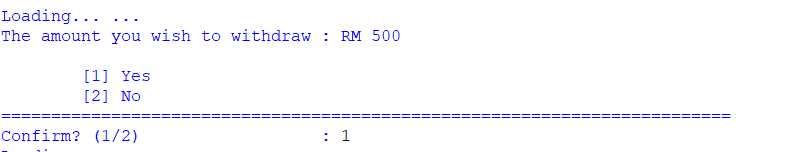 Loading... ...
The amount you wish to withdraw : RM 500
[1] Yes
[2] No
=========================================================================
Confirm? (1/2) : 1